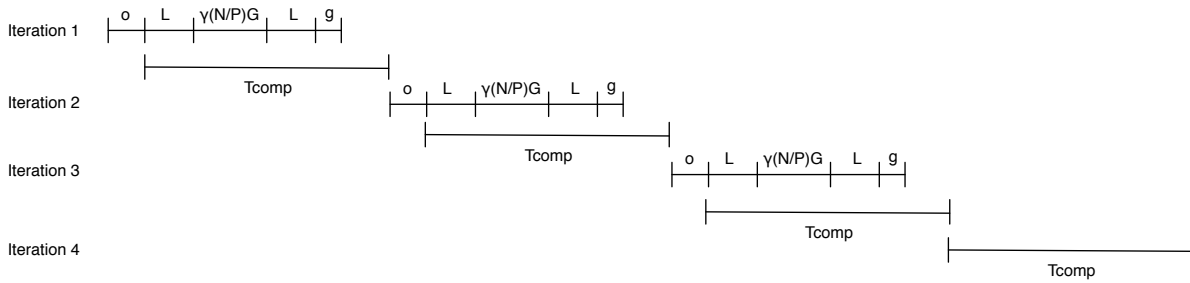 o L γ(N/P)G L g
Iteration 1
Tcomp
o L γ(N/P)G L g
Iteration 2
Tcomp
o L γ(N/P)G L g
Iteration 3
Tcomp
Iteration 4
Tcomp